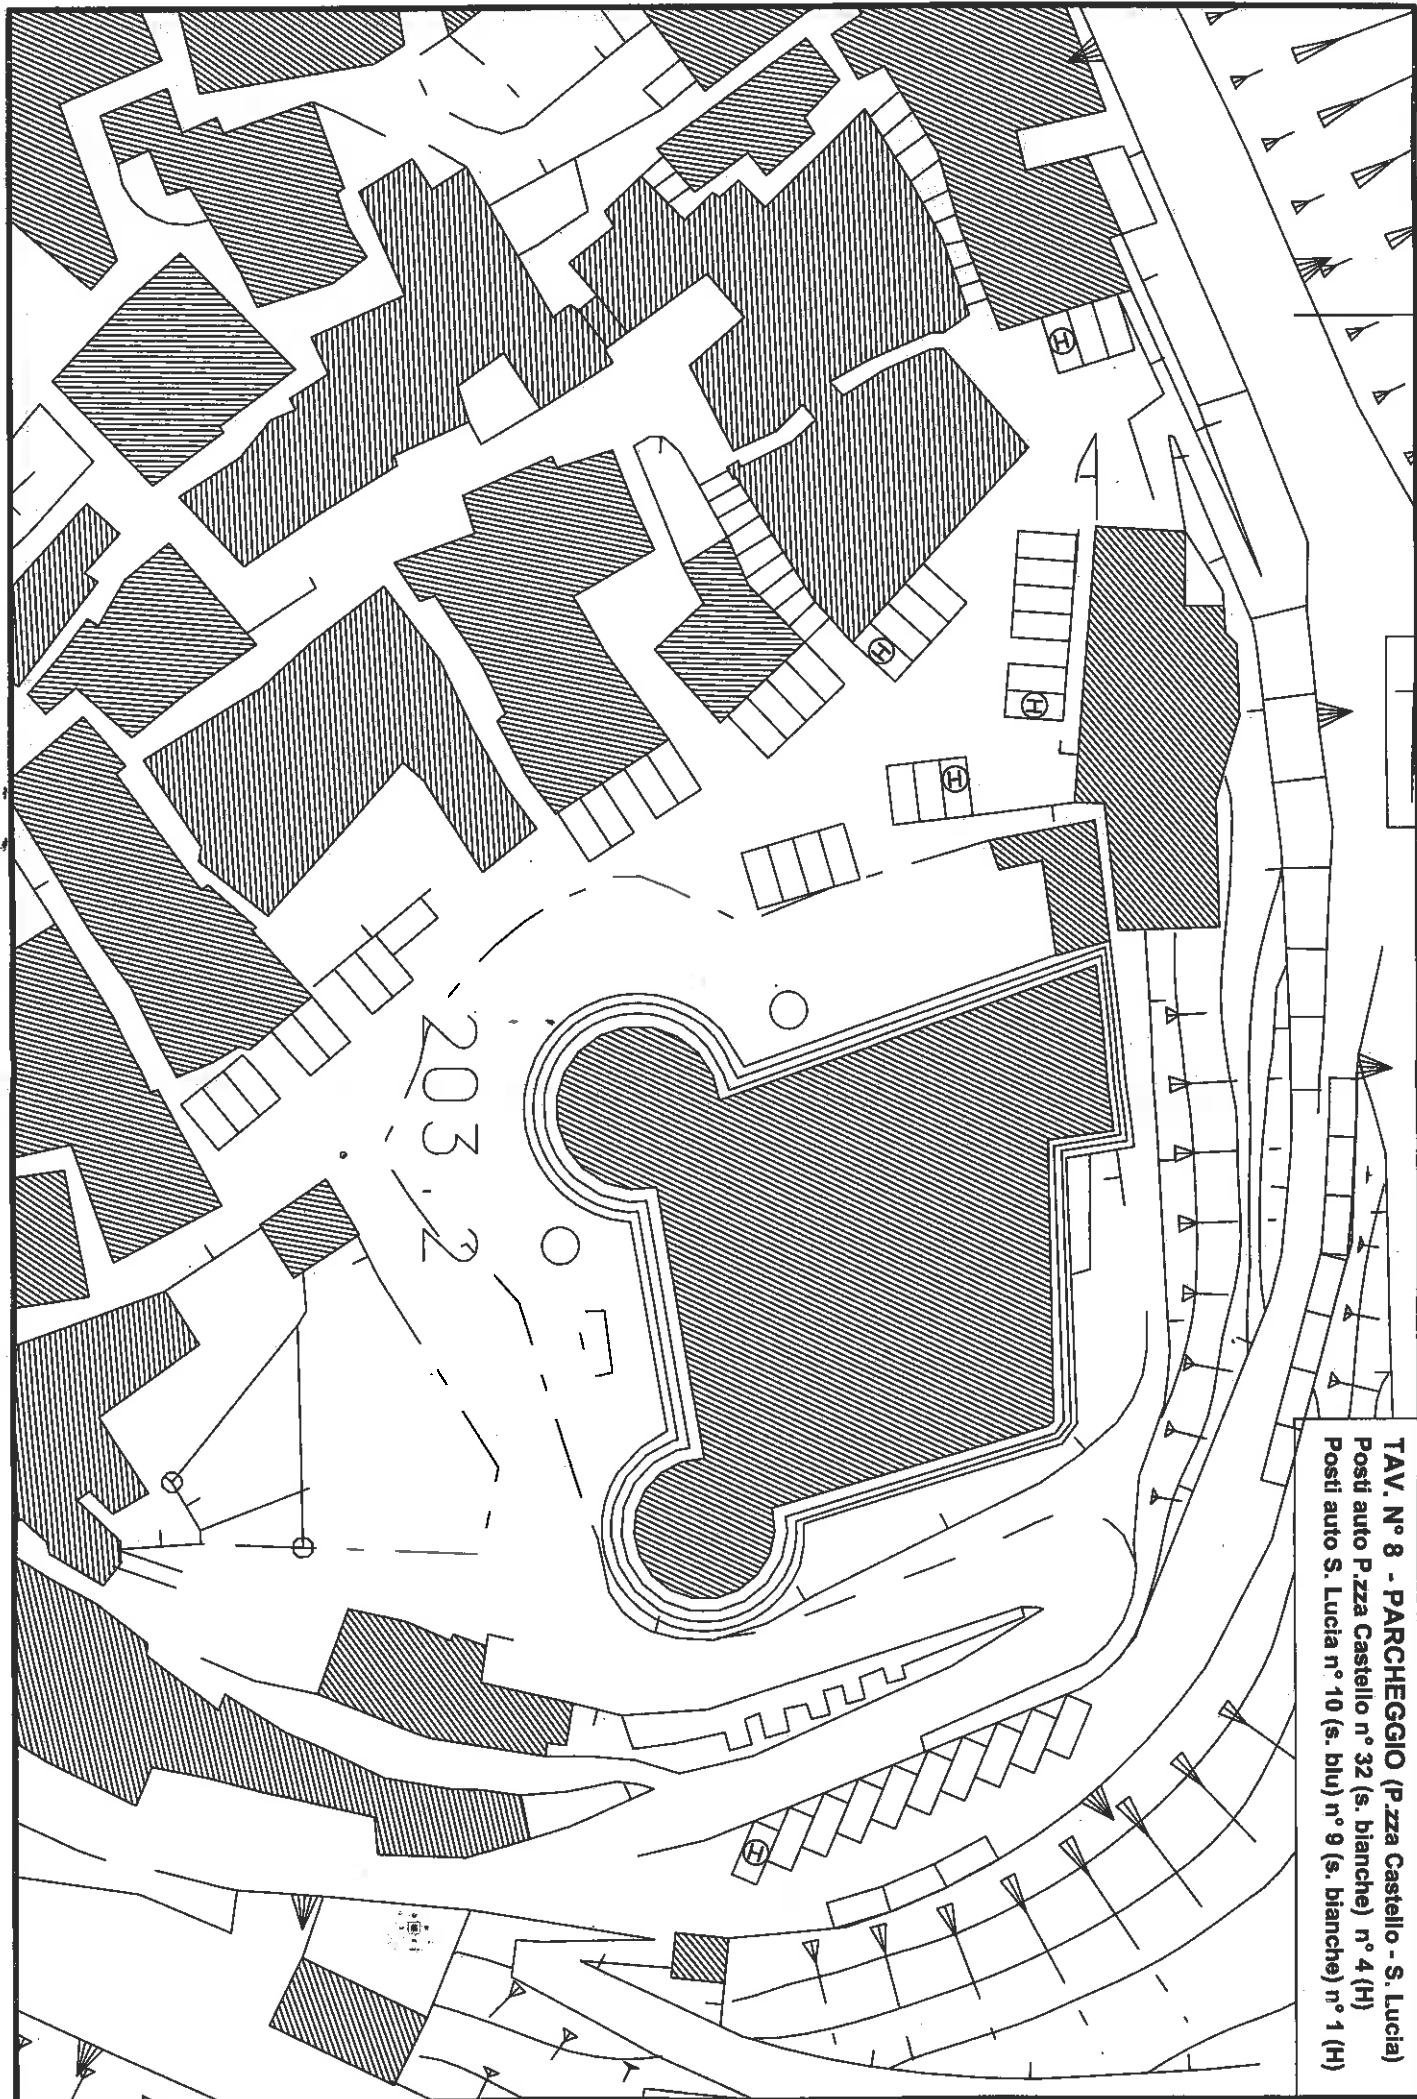 TAV. N° 8 - PARCHEGGIO (P.zza Castello - S. Lucia)
Posti auto P.zza Castello n° 32 (s. bianche) n° 4 (H)
Posti auto S. Lucia n° 10 (s. blu) n° 9 (s. bianche) n° 1 (H)
H
H
H
H
203.2
H